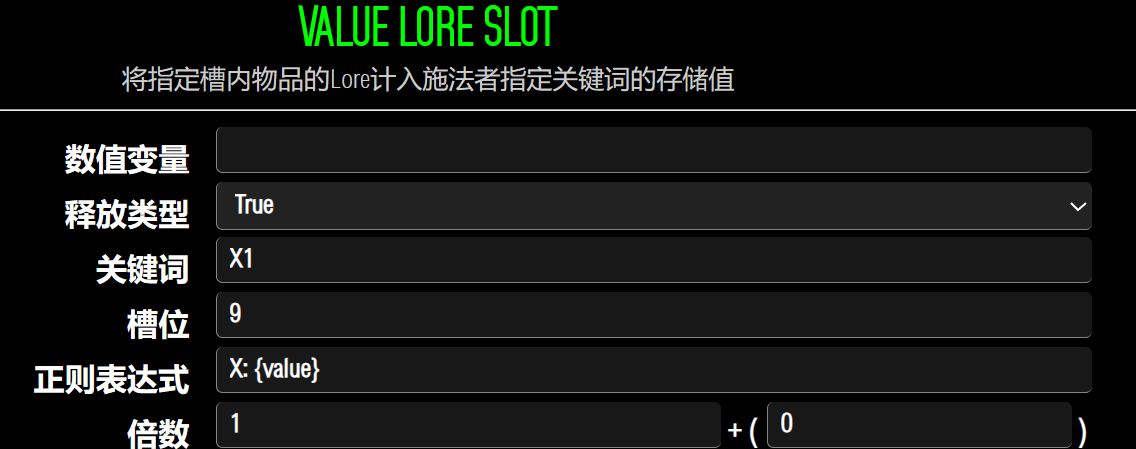 VALUE LORE SLOT
将指定槽内物品的Lore计入施法者指定关键词的存储值
数值变量
释放类型 True
关键词 X1
槽位 9
正则表达式 X: {value}
倍数 1 + ( 0 )